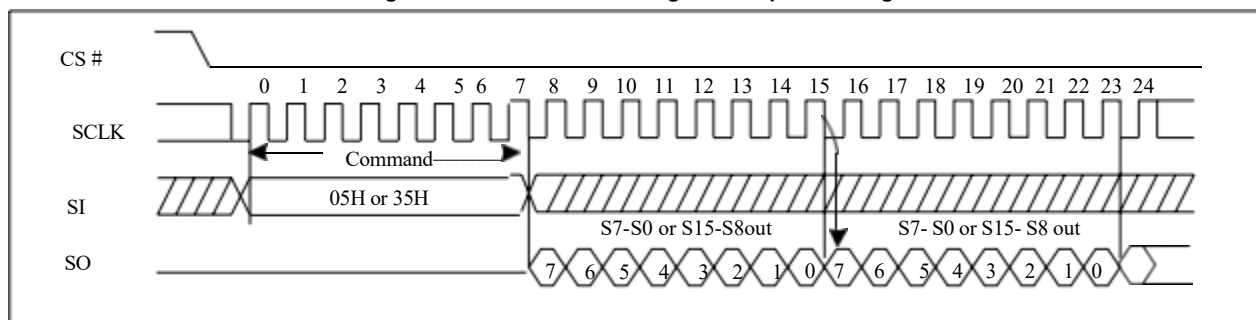 CS #
0 1 2 3 4 5 6 7 8 9 10 11 12 13 14 15 16 17 18 19 20 21 22 23 24
SCLK
Command
SI
05H or 35H
S7-S0 or S15-S8out
S7- S0 or S15- S8 out
SO
7 6 5 4 3 2 1 0 7 6 5 4 3 2 1 0